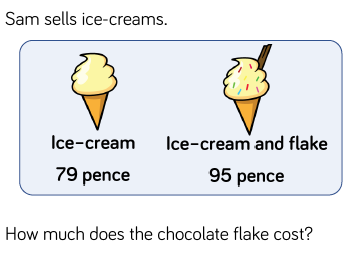 Sam sells ice-creams.
Ice-cream
Ice-cream and flake
79 pence
95 pence
How much does the chocolate flake cost?